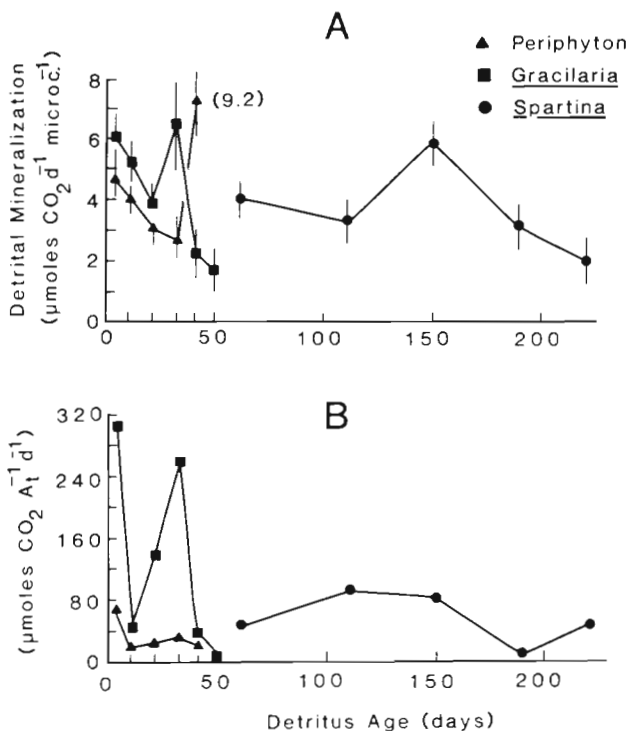 A
▲ Periphyton
■ Gracilaria
● Spartina
Detrital Mineralization
(μmoles CO₂ d⁻¹ microc.⁻¹)
8
6
4
2
0
(9.2)
0 50 100 150 200
B
(μmoles CO₂ A_t⁻¹ d⁻¹)
320
240
160
80
0
0 50 100 150 200
Detritus Age (days)